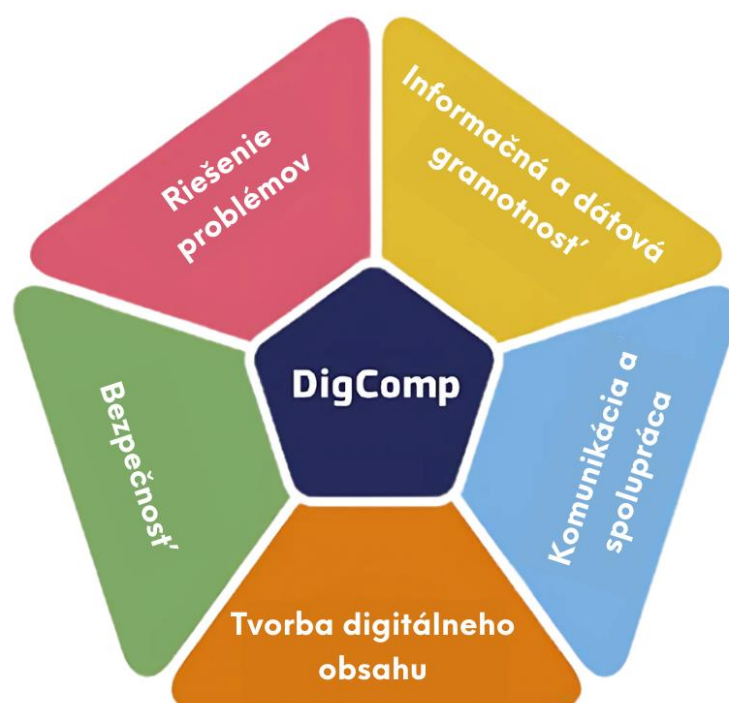 Riešenie
problémov
Informačná a dátová
gramotnosť
DigComp
Bezpečnosť
Komunikácia a
spolupráca
Tvorba digitálneho
obsahu